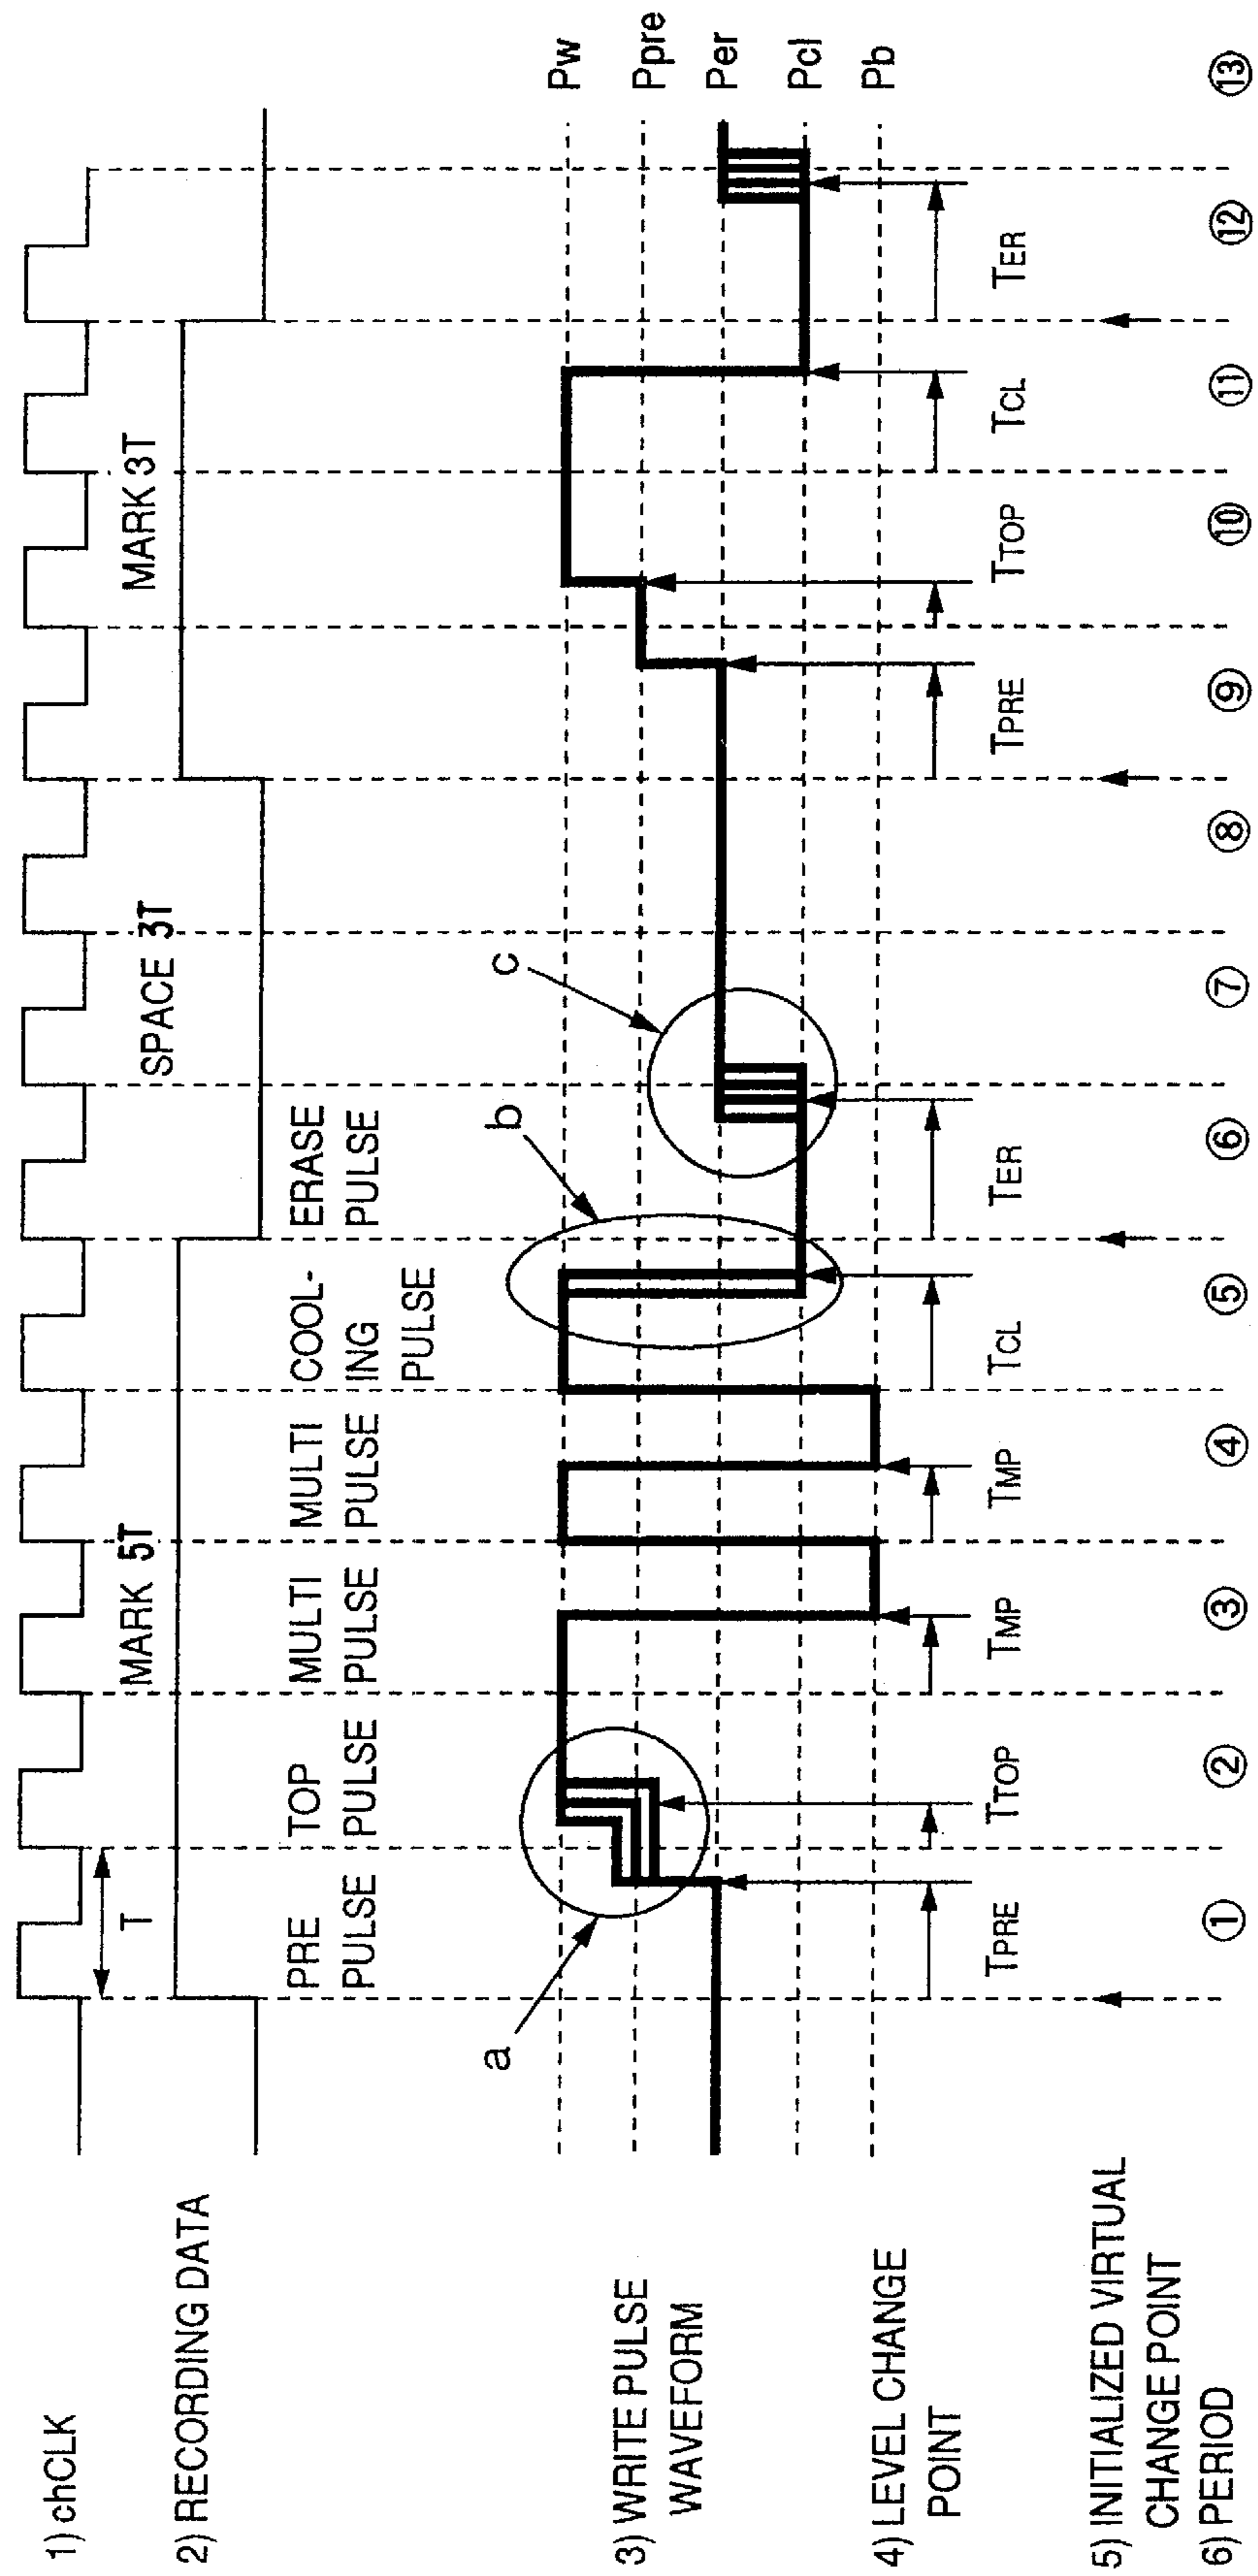 1) chCLK
T
2) RECORDING DATA
MARK 5T
SPACE 3T
MARK 3T
PRE
PULSE
TOP
PULSE
MULTI
PULSE
MULTI
PULSE
COOL-
ING
PULSE
ERASE
PULSE
a
b
c
3) WRITE PULSE
WAVEFORM
Pw
Ppre
Per
Pcl
Pb
4) LEVEL CHANGE
POINT
TPRE
TTOP
TMP
TMP
TCL
TER
TPRE
TTOP
TCL
TER
5) INITIALIZED VIRTUAL
CHANGE POINT
6) PERIOD
① ② ③ ④ ⑤ ⑥ ⑦ ⑧ ⑨ ⑩ ⑪ ⑫ ⑬